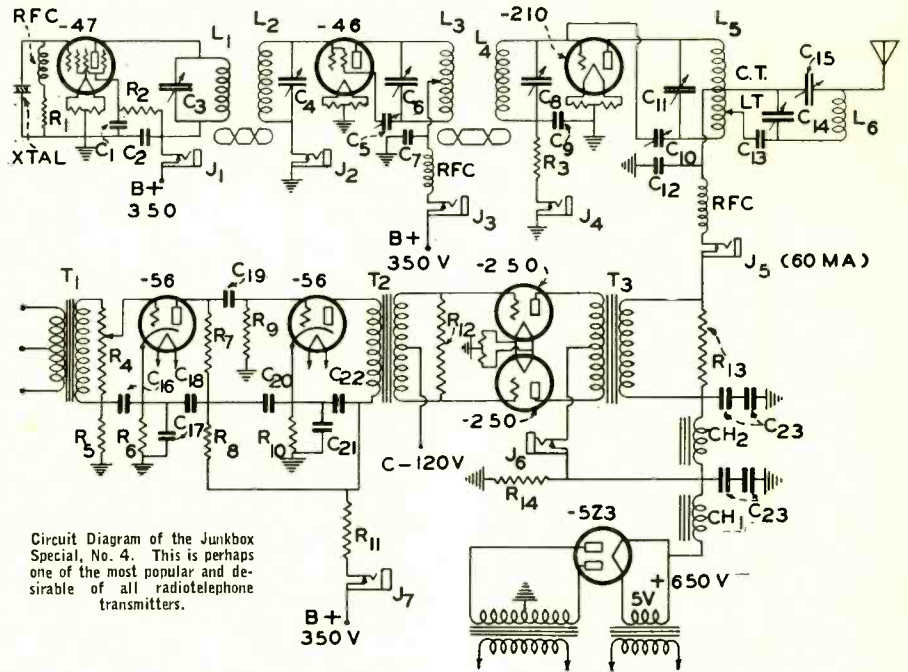 RFC
-47
L1
L2
-46
L3
-210
L4
L5
C15
R2
C3
C4
C6
C8
C11
C.T.
LT
C14
L6
R1
C1
C2
C5
C7
C9
C10
C13
XTAL
J1
J2
RFC
R3
C12
RFC
B+
350
J3
J4
B+
350 V
J5 (60 MA)
T1
-56
C19
-56
T2
-250
T3
R4
R7
R9
R12
R13
C16
C18
C20
C22
R5
R6
C17
R8
R10
C21
-250
C-120V
J6
CH2
C23
R14
CH1
C23
-5Z3
R11
+650V
5V
J7
B+
350 V
Circuit Diagram of the Junkbox
Special, No. 4. This is perhaps
one of the most popular and de-
sirable of all radiotelephone
transmitters.